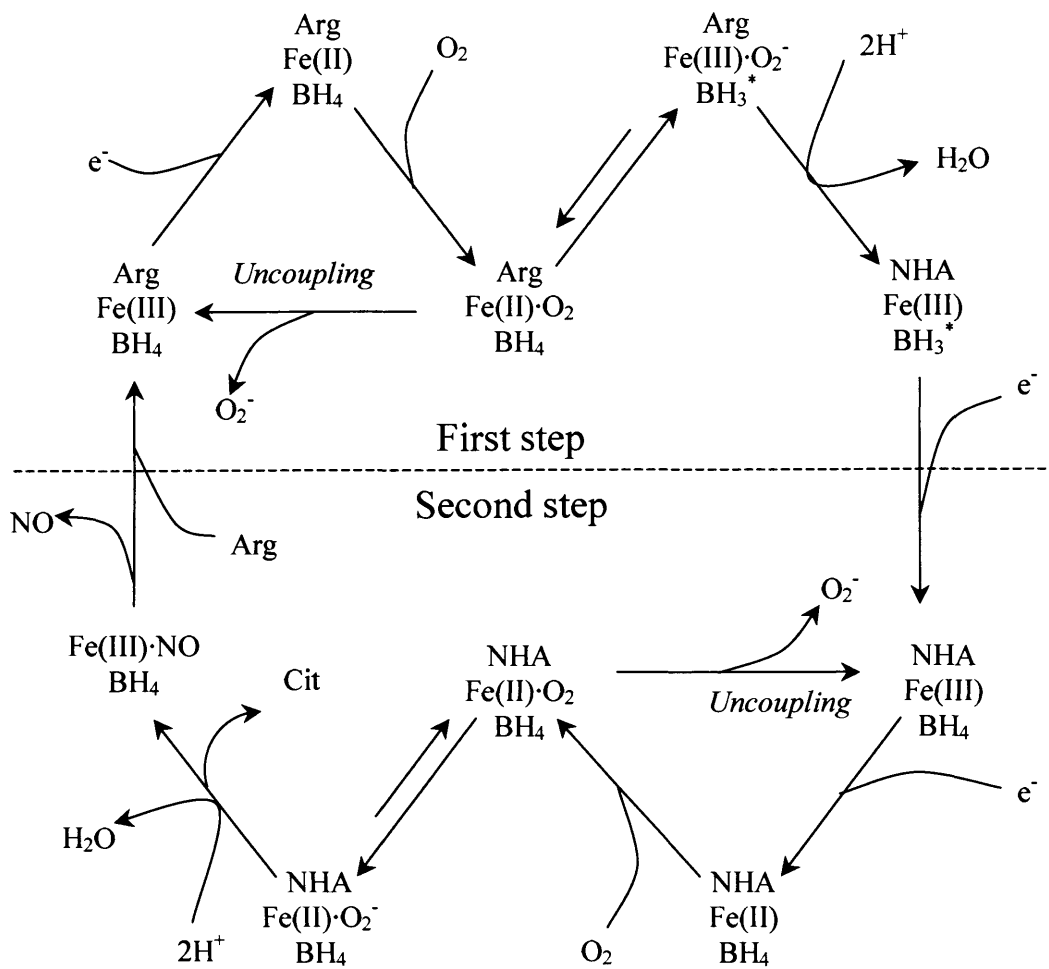 Arg
Fe(II)
BH₄
O₂
Arg
Fe(III)·O₂⁻
BH₃*
2H⁺
e⁻
H₂O
Arg
Fe(III)
BH₄
Uncoupling
Arg
Fe(II)·O₂
BH₄
NHA
Fe(III)
BH₃*
O₂⁻
e⁻
First step
Second step
NO
Arg
O₂⁻
Fe(III)·NO
BH₄
Cit
NHA
Fe(II)·O₂
BH₄
Uncoupling
NHA
Fe(III)
BH₄
H₂O
e⁻
2H⁺
NHA
Fe(II)·O₂⁻
BH₄
O₂
NHA
Fe(II)
BH₄